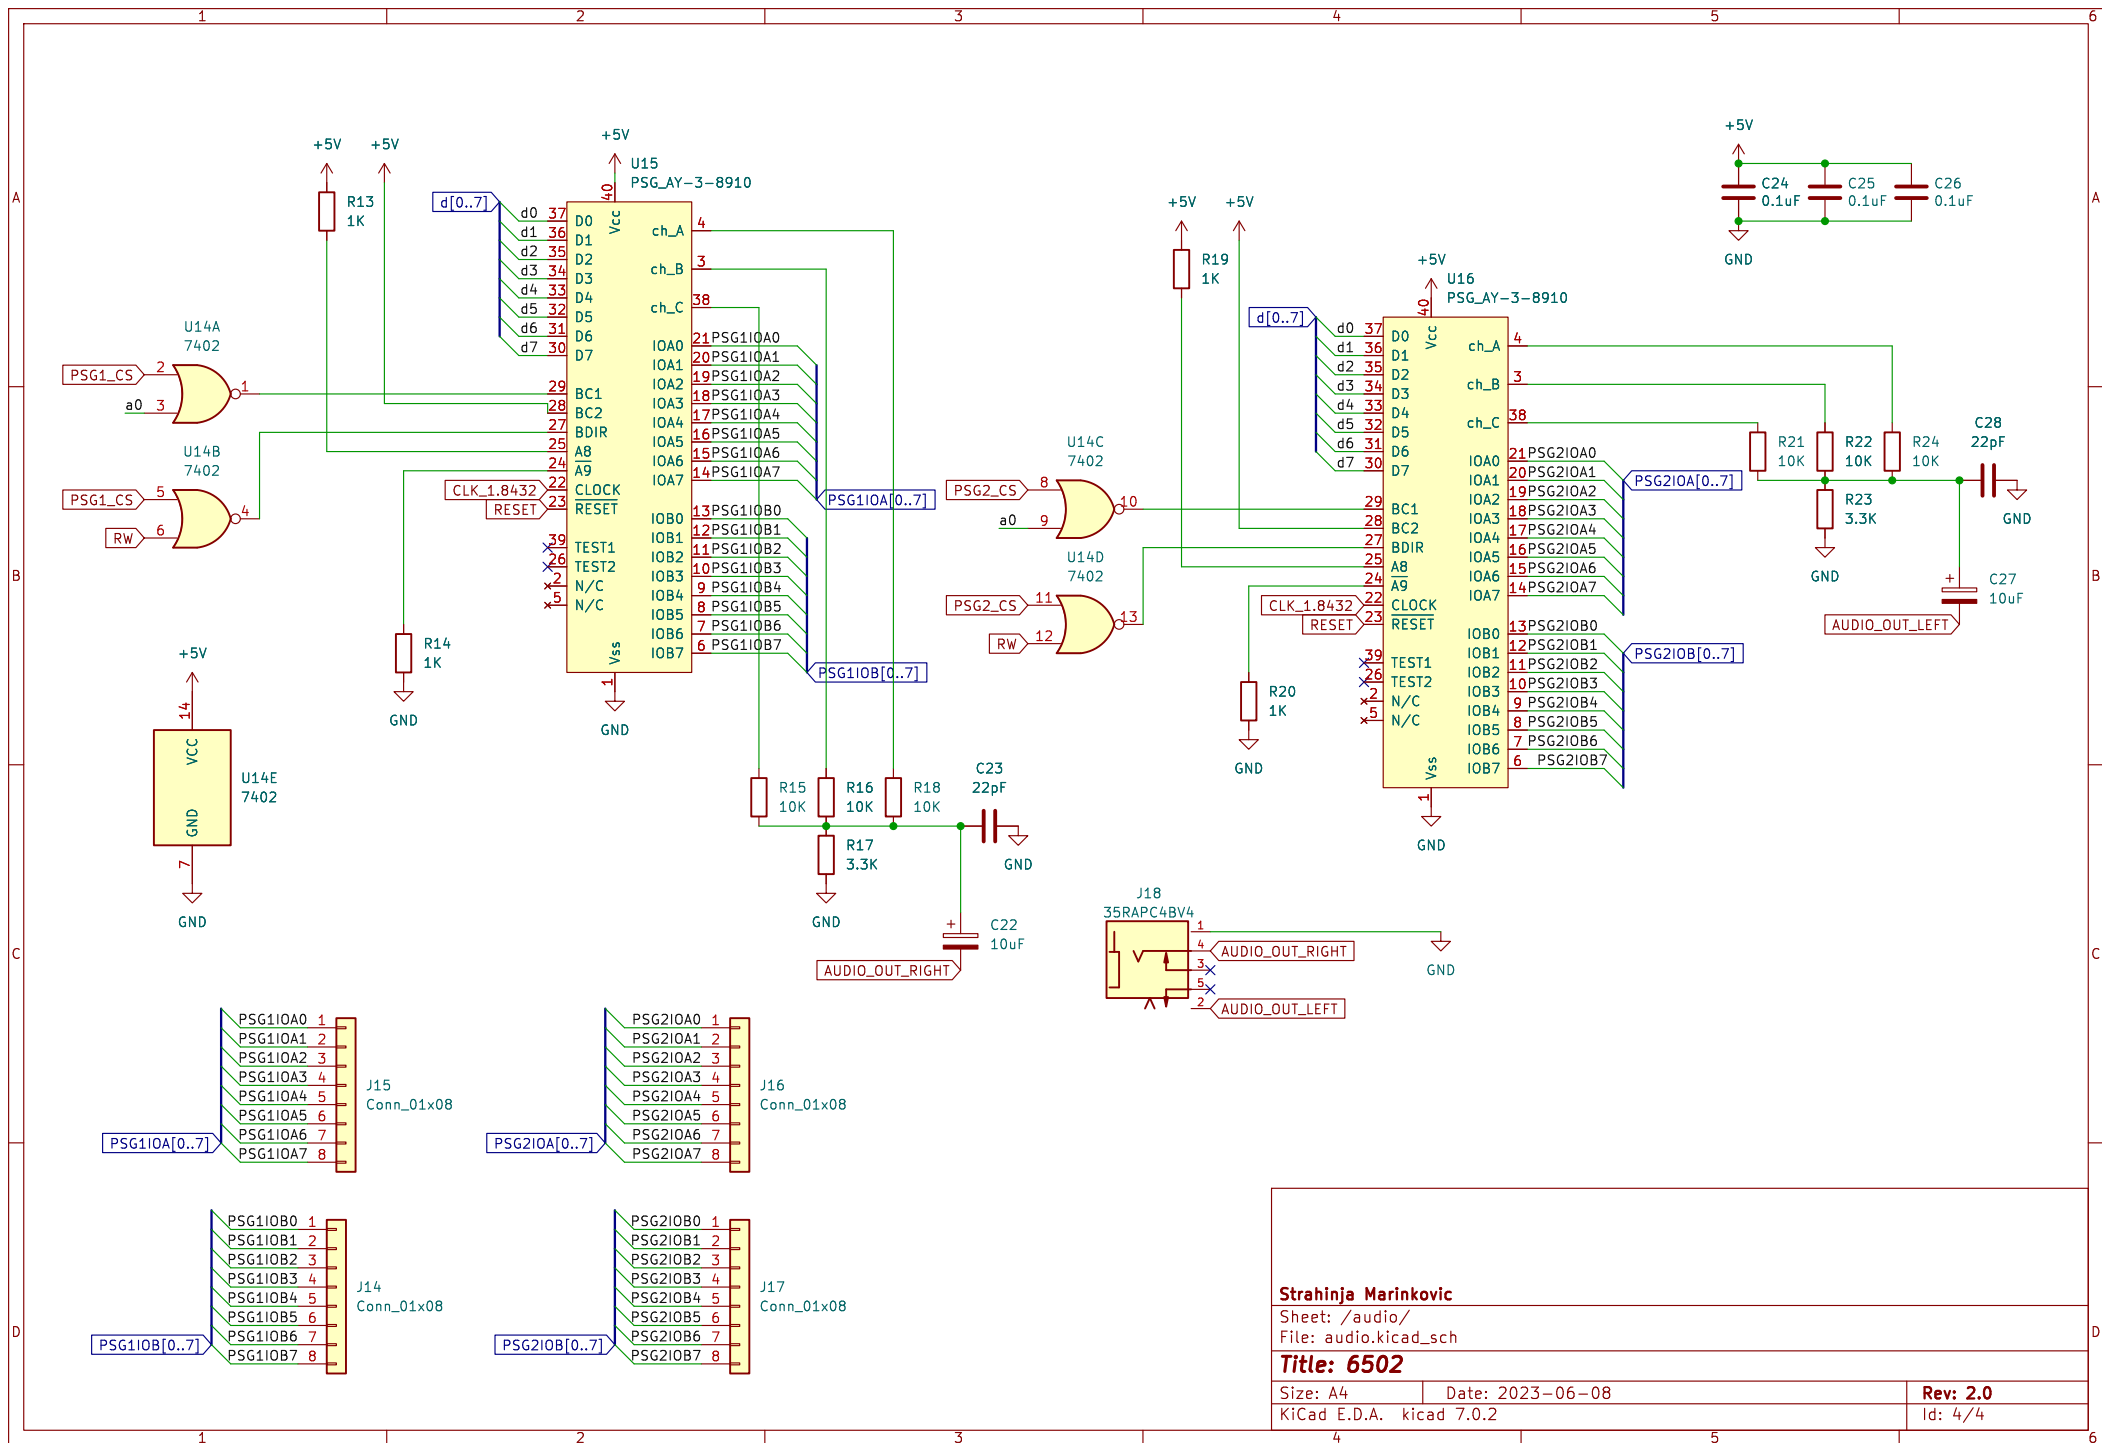 1 2 3 4 5 6
A
B
C
D
+5V
+5V
R13
1K
U14A
7402
PSG1_CS
2
a0
3
1
U14B
7402
PSG1_CS
5
RW
6
4
+5V
14
VCC
GND
7
U14E
7402
GND
R14
1K
GND
+5V
40
U15
PSG_AY-3-8910
d[0..7]
d0 37 D0
d1 36 D1
d2 35 D2
d3 34 D3
d4 33 D4
d5 32 D5
d6 31 D6
d7 30 D7
29 BC1
28 BC2
27 BDIR
25 A8
24 A9
CLK_1.8432 22 CLOCK
RESET 23 RESET
39 TEST1
26 TEST2
2 N/C
5 N/C
Vcc
Vss
1
GND
ch_A 4
ch_B 3
ch_C 38
IOA0 21 PSG1IOA0
IOA1 20 PSG1IOA1
IOA2 19 PSG1IOA2
IOA3 18 PSG1IOA3
IOA4 17 PSG1IOA4
IOA5 16 PSG1IOA5
IOA6 15 PSG1IOA6
IOA7 14 PSG1IOA7
PSG1IOA[0..7]
IOB0 13 PSG1IOB0
IOB1 12 PSG1IOB1
IOB2 11 PSG1IOB2
IOB3 10 PSG1IOB3
IOB4 9 PSG1IOB4
IOB5 8 PSG1IOB5
IOB6 7 PSG1IOB6
IOB7 6 PSG1IOB7
PSG1IOB[0..7]
R15
10K
R16
10K
R18
10K
R17
3.3K
GND
C23
22pF
GND
+
C22
10uF
AUDIO_OUT_RIGHT
+5V
+5V
R19
1K
U14C
7402
PSG2_CS
8
a0
9
10
U14D
7402
PSG2_CS
11
RW
12
13
R20
1K
GND
+5V
40
U16
PSG_AY-3-8910
d[0..7]
d0 37 D0
d1 36 D1
d2 35 D2
d3 34 D3
d4 33 D4
d5 32 D5
d6 31 D6
d7 30 D7
29 BC1
28 BC2
27 BDIR
25 A8
24 A9
CLK_1.8432 22 CLOCK
RESET 23 RESET
39 TEST1
26 TEST2
2 N/C
5 N/C
Vcc
Vss
1
GND
ch_A 4
ch_B 3
ch_C 38
IOA0 21 PSG2IOA0
IOA1 20 PSG2IOA1
IOA2 19 PSG2IOA2
IOA3 18 PSG2IOA3
IOA4 17 PSG2IOA4
IOA5 16 PSG2IOA5
IOA6 15 PSG2IOA6
IOA7 14 PSG2IOA7
PSG2IOA[0..7]
IOB0 13 PSG2IOB0
IOB1 12 PSG2IOB1
IOB2 11 PSG2IOB2
IOB3 10 PSG2IOB3
IOB4 9 PSG2IOB4
IOB5 8 PSG2IOB5
IOB6 7 PSG2IOB6
IOB7 6 PSG2IOB7
PSG2IOB[0..7]
+5V
C24
0.1uF
C25
0.1uF
C26
0.1uF
GND
R21
10K
R22
10K
R24
10K
R23
3.3K
GND
C28
22pF
GND
+
C27
10uF
AUDIO_OUT_LEFT
J18
35RAPC4BV4
1
4 AUDIO_OUT_RIGHT
3
5
2 AUDIO_OUT_LEFT
GND
PSG1IOA0 1
PSG1IOA1 2
PSG1IOA2 3
PSG1IOA3 4
PSG1IOA4 5
PSG1IOA5 6
PSG1IOA6 7
PSG1IOA7 8
PSG1IOA[0..7]
J15
Conn_01x08
PSG2IOA0 1
PSG2IOA1 2
PSG2IOA2 3
PSG2IOA3 4
PSG2IOA4 5
PSG2IOA5 6
PSG2IOA6 7
PSG2IOA7 8
PSG2IOA[0..7]
J16
Conn_01x08
PSG1IOB0 1
PSG1IOB1 2
PSG1IOB2 3
PSG1IOB3 4
PSG1IOB4 5
PSG1IOB5 6
PSG1IOB6 7
PSG1IOB7 8
PSG1IOB[0..7]
J14
Conn_01x08
PSG2IOB0 1
PSG2IOB1 2
PSG2IOB2 3
PSG2IOB3 4
PSG2IOB4 5
PSG2IOB5 6
PSG2IOB6 7
PSG2IOB7 8
PSG2IOB[0..7]
J17
Conn_01x08
Strahinja Marinkovic
Sheet: /audio/
File: audio.kicad_sch
Title: 6502
Size: A4 Date: 2023-06-08 Rev: 2.0
KiCad E.D.A. kicad 7.0.2 Id: 4/4
A
B
C
D
1 2 3 4 5 6